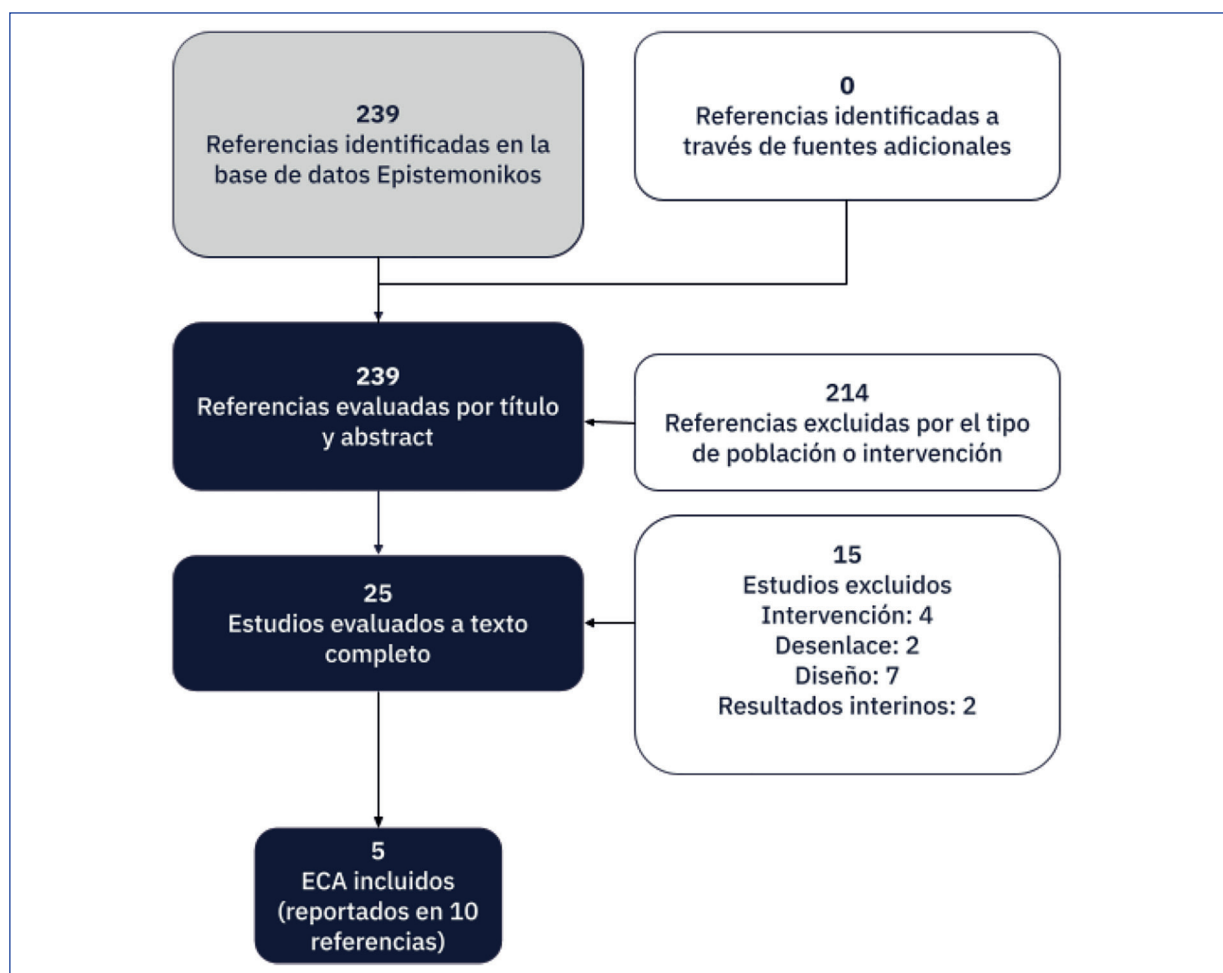 239
Referencias identificadas en la
base de datos Epistemonikos
0
Referencias identificadas a
través de fuentes adicionales
239
Referencias evaluadas por título
y abstract
214
Referencias excluidas por el tipo
de población o intervención
25
Estudios evaluados a texto
completo
15
Estudios excluidos
Intervención: 4
Desenlace: 2
Diseño: 7
Resultados interinos: 2
5
ECA incluidos
(reportados en 10
referencias)